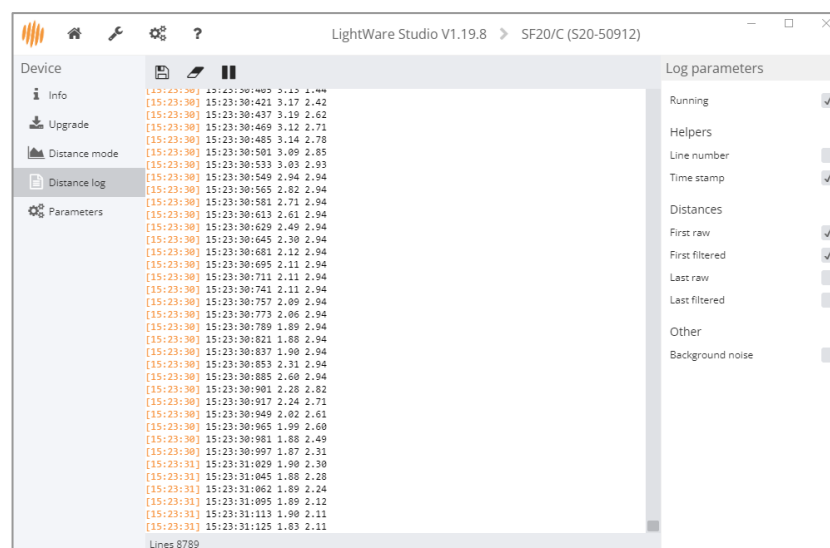 ?
LightWare Studio V1.19.8 > SF20/C (S20-50912)
Device
Info
Upgrade
Distance mode
Distance log
Parameters
[15:23:30] 15:23:30:405 3.13 1.44
[15:23:30] 15:23:30:421 3.17 2.42
[15:23:30] 15:23:30:437 3.19 2.62
[15:23:30] 15:23:30:469 3.12 2.71
[15:23:30] 15:23:30:485 3.14 2.78
[15:23:30] 15:23:30:501 3.09 2.85
[15:23:30] 15:23:30:533 3.03 2.93
[15:23:30] 15:23:30:549 2.94 2.94
[15:23:30] 15:23:30:565 2.82 2.94
[15:23:30] 15:23:30:581 2.71 2.94
[15:23:30] 15:23:30:613 2.61 2.94
[15:23:30] 15:23:30:629 2.49 2.94
[15:23:30] 15:23:30:645 2.30 2.94
[15:23:30] 15:23:30:681 2.12 2.94
[15:23:30] 15:23:30:695 2.11 2.94
[15:23:30] 15:23:30:711 2.11 2.94
[15:23:30] 15:23:30:741 2.11 2.94
[15:23:30] 15:23:30:757 2.09 2.94
[15:23:30] 15:23:30:773 2.06 2.94
[15:23:30] 15:23:30:789 1.89 2.94
[15:23:30] 15:23:30:821 1.88 2.94
[15:23:30] 15:23:30:837 1.90 2.94
[15:23:30] 15:23:30:853 2.31 2.94
[15:23:30] 15:23:30:885 2.60 2.94
[15:23:30] 15:23:30:901 2.28 2.82
[15:23:30] 15:23:30:917 2.24 2.71
[15:23:30] 15:23:30:949 2.02 2.61
[15:23:30] 15:23:30:965 1.99 2.60
[15:23:30] 15:23:30:981 1.88 2.49
[15:23:30] 15:23:30:997 1.87 2.31
[15:23:31] 15:23:31:029 1.90 2.30
[15:23:31] 15:23:31:045 1.88 2.28
[15:23:31] 15:23:31:062 1.89 2.24
[15:23:31] 15:23:31:095 1.89 2.12
[15:23:31] 15:23:31:113 1.90 2.11
[15:23:31] 15:23:31:125 1.83 2.11
Lines 8789
Log parameters
Running
Helpers
Line number
Time stamp
Distances
First raw
First filtered
Last raw
Last filtered
Other
Background noise